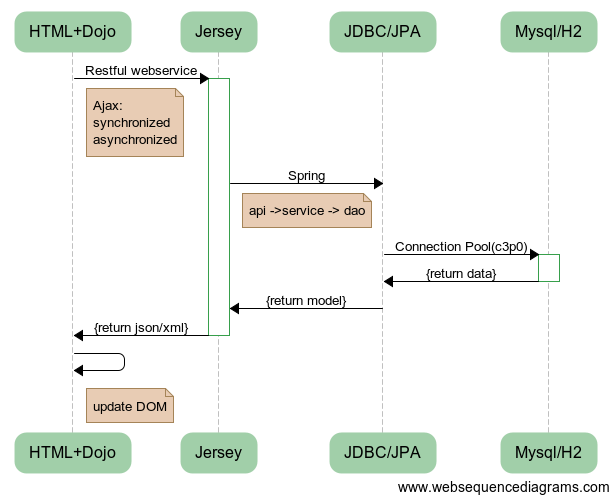 HTML+Dojo
Jersey
JDBC/JPA
Mysql/H2
Restful webservice
Ajax:
synchronized
asynchronized
Spring
api ->service -> dao
Connection Pool(c3p0)
{return data}
{return model}
{return json/xml}
update DOM
HTML+Dojo
Jersey
JDBC/JPA
Mysql/H2
www.websequencediagrams.com